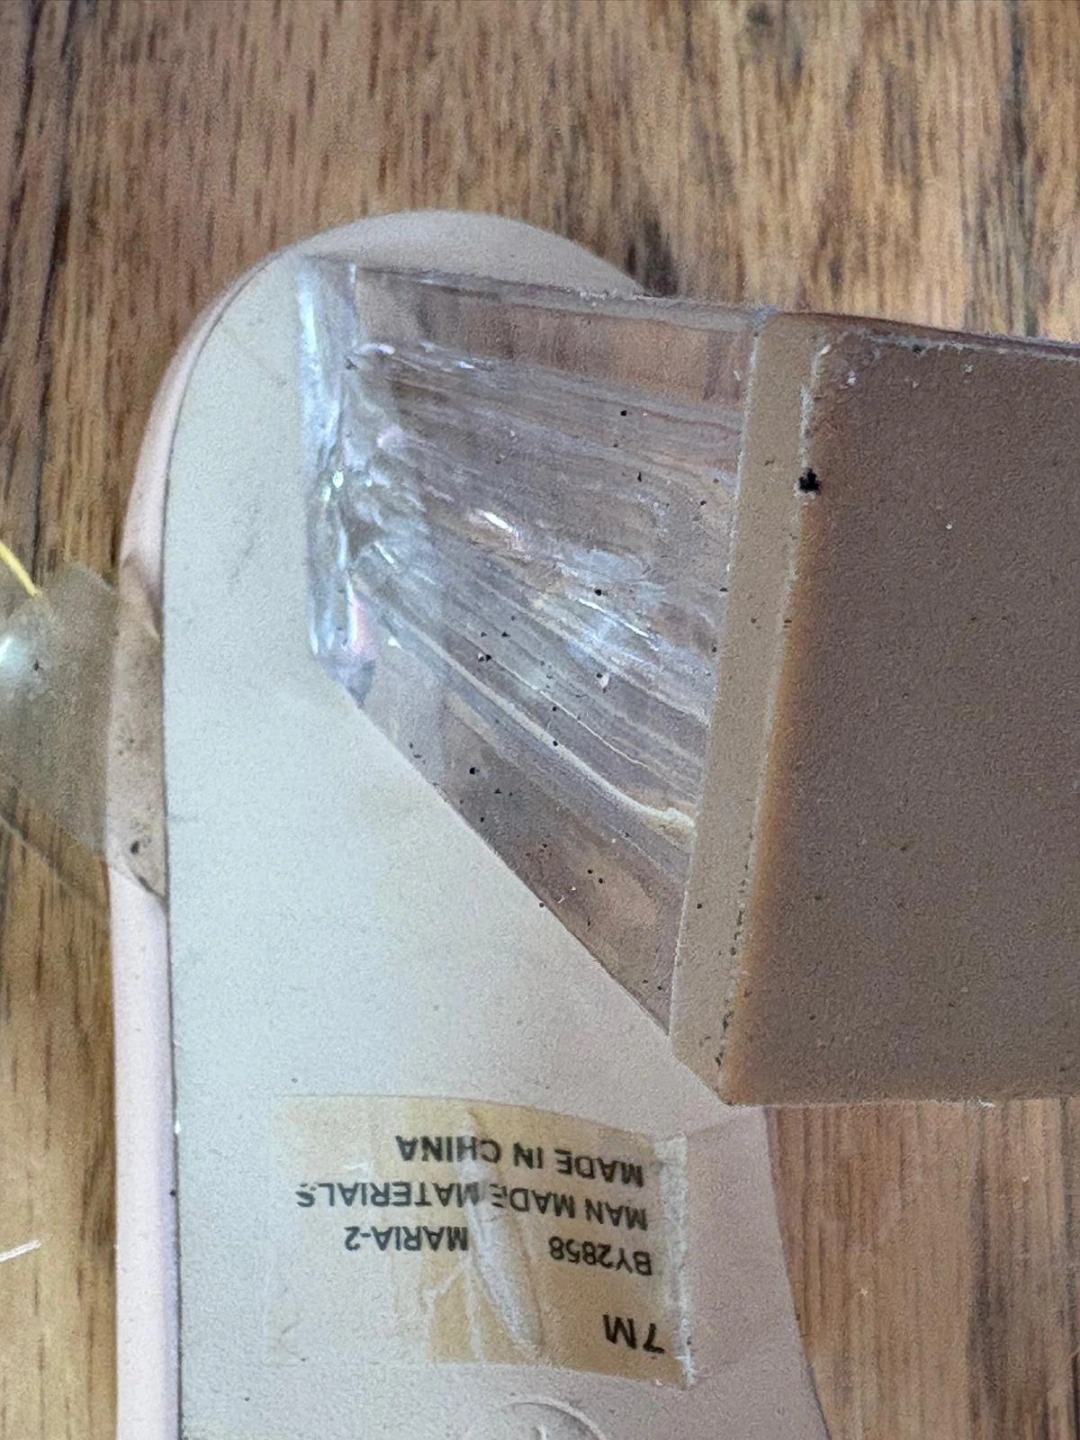 7M
BY2858 MARIA-2
MAN MADE MATERIALS
MADE IN CHINA